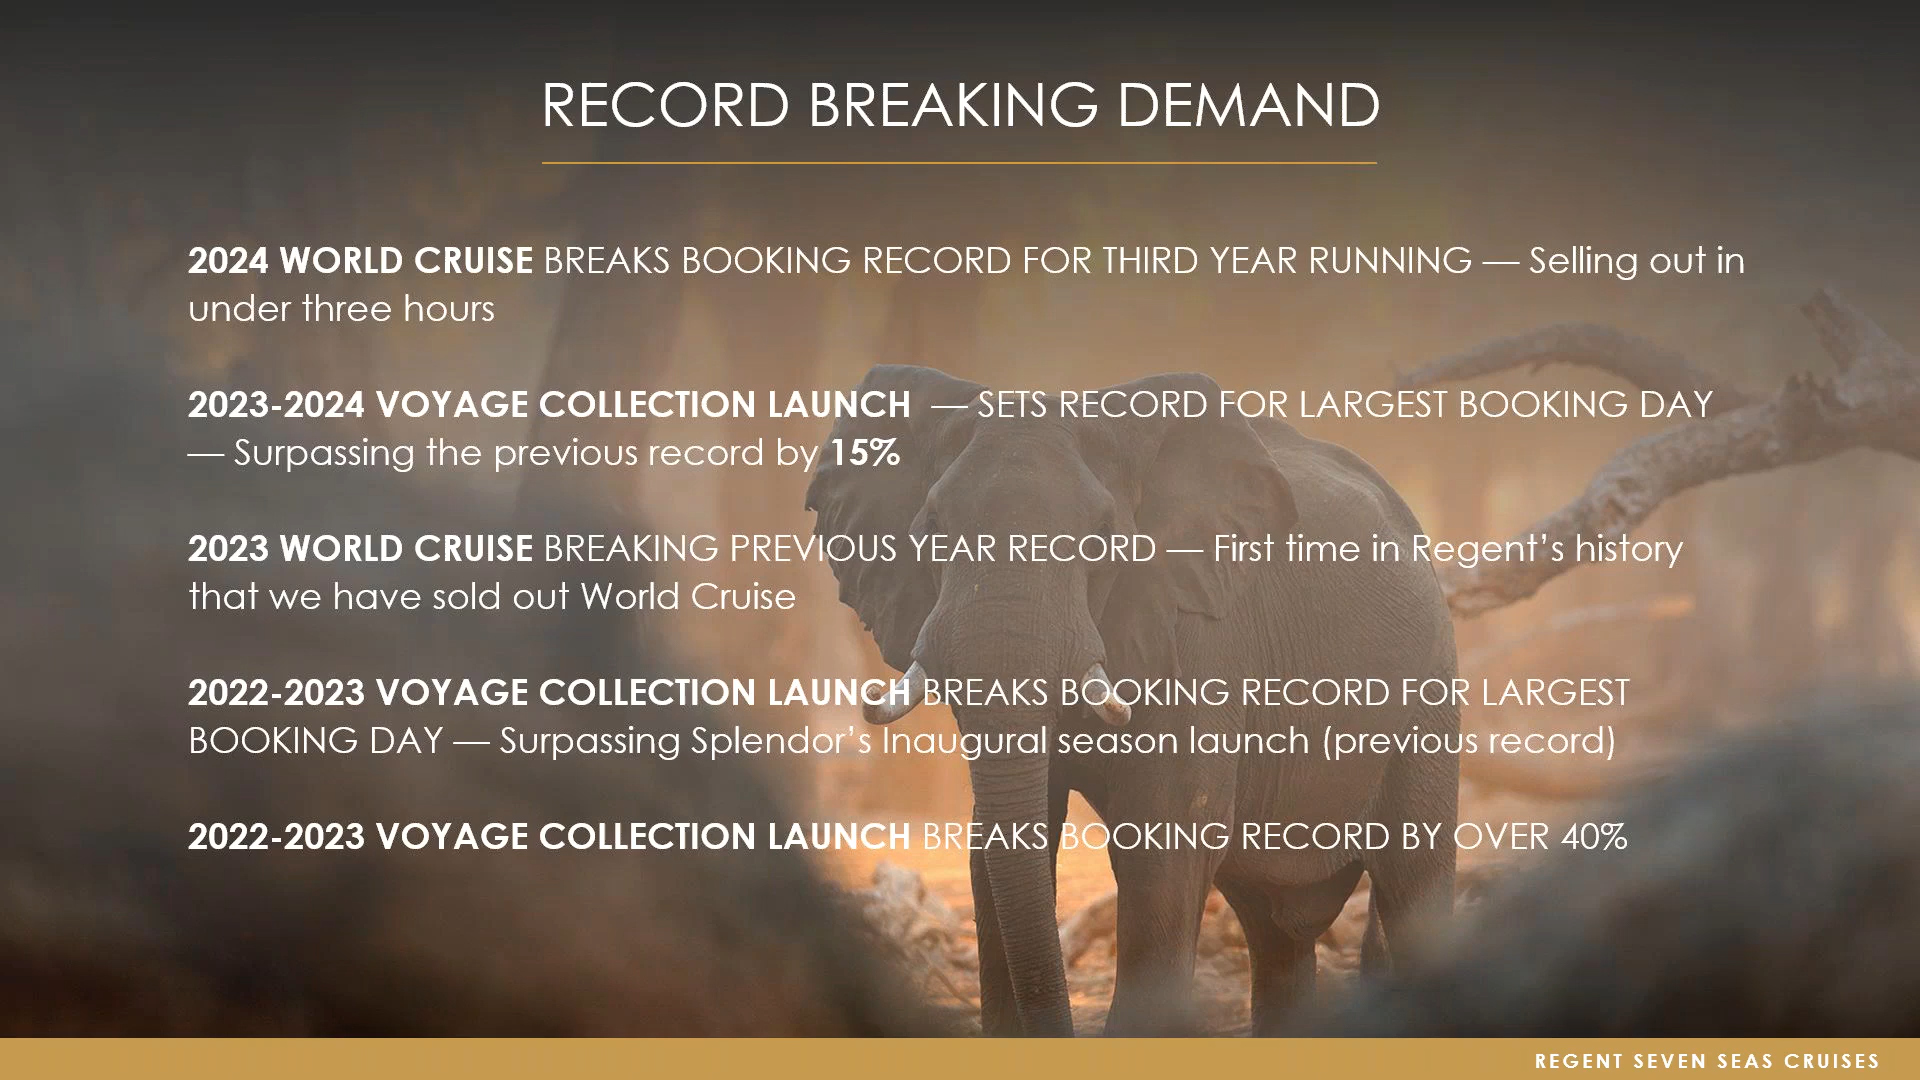 RECORD BREAKING DEMAND
2024 WORLD CRUISE BREAKS BOOKING RECORD FOR THIRD YEAR RUNNING — Selling out in
under three hours
2023-2024 VOYAGE COLLECTION LAUNCH — SETS RECORD FOR LARGEST BOOKING DAY
— Surpassing the previous record by 15%
2023 WORLD CRUISE BREAKING PREVIOUS YEAR RECORD — First time in Regent’s history
that we have sold out World Cruise
2022-2023 VOYAGE COLLECTION LAUNCH BREAKS BOOKING RECORD FOR LARGEST
BOOKING DAY — Surpassing Splendor’s Inaugural season launch (previous record)
2022-2023 VOYAGE COLLECTION LAUNCH BREAKS BOOKING RECORD BY OVER 40%
REGENT SEVEN SEAS CRUISES